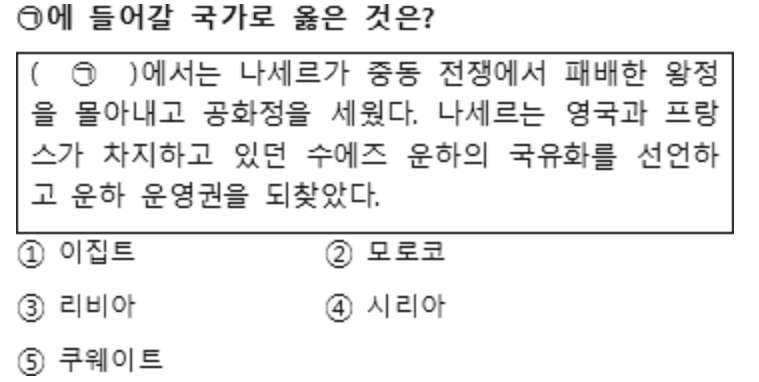 ㉠에 들어갈 국가로 옳은 것은?
( ㉠ )에서는 나세르가 중동 전쟁에서 패배한 왕정
을 몰아내고 공화정을 세웠다. 나세르는 영국과 프랑
스가 차지하고 있던 수에즈 운하의 국유화를 선언하
고 운하 운영권을 되찾았다.
① 이집트 ② 모로코
③ 리비아 ④ 시리아
⑤ 쿠웨이트